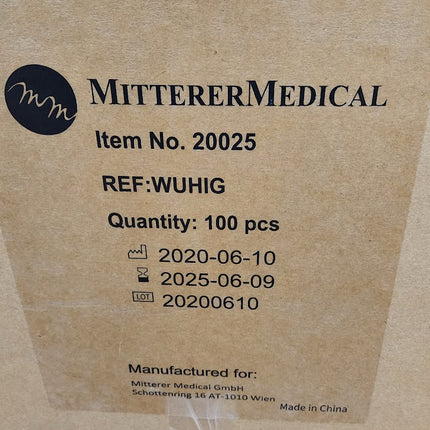 mm MITTERERMEDICAL
Item No. 20025
REF:WUHIG
Quantity: 100 pcs
2020-06-10
2025-06-09
LOT 20200610
Manufactured for:
Mitterer Medical GmbH
Schottenring 16 AT-1010 Wien
Made in China